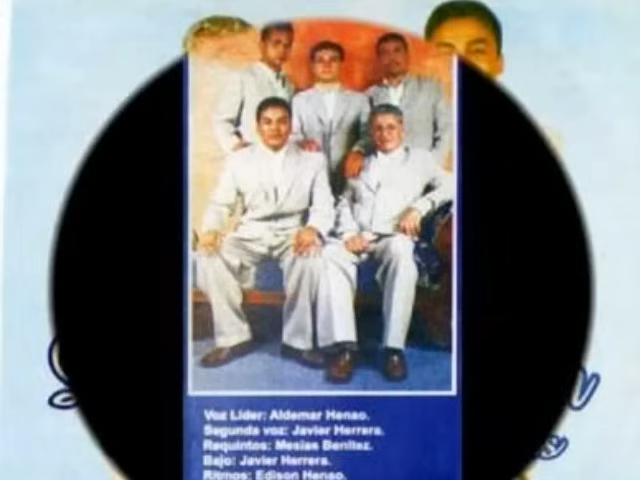 Voz Lider: Aldemar Henao.
Segunda voz: Javier Herrera.
Requintos: Mesias Benitez.
Bajo: Javier Herrera.
Ritmos: Edison Henao.